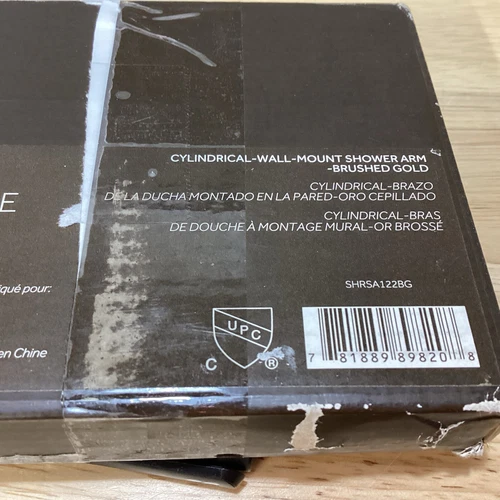 CYLINDRICAL-WALL-MOUNT SHOWER ARM
-BRUSHED GOLD
CYLINDRICAL-BRAZO
DE LA DUCHA MONTADO EN LA PARED-ORO CEPILLADO
CYLINDRICAL-BRAS
DE DOUCHE À MONTAGE MURAL-OR BROSSÉ
E
iqué pour:
SHRSA122BG
UPC
C ®
en Chine
7 81889 89820 8